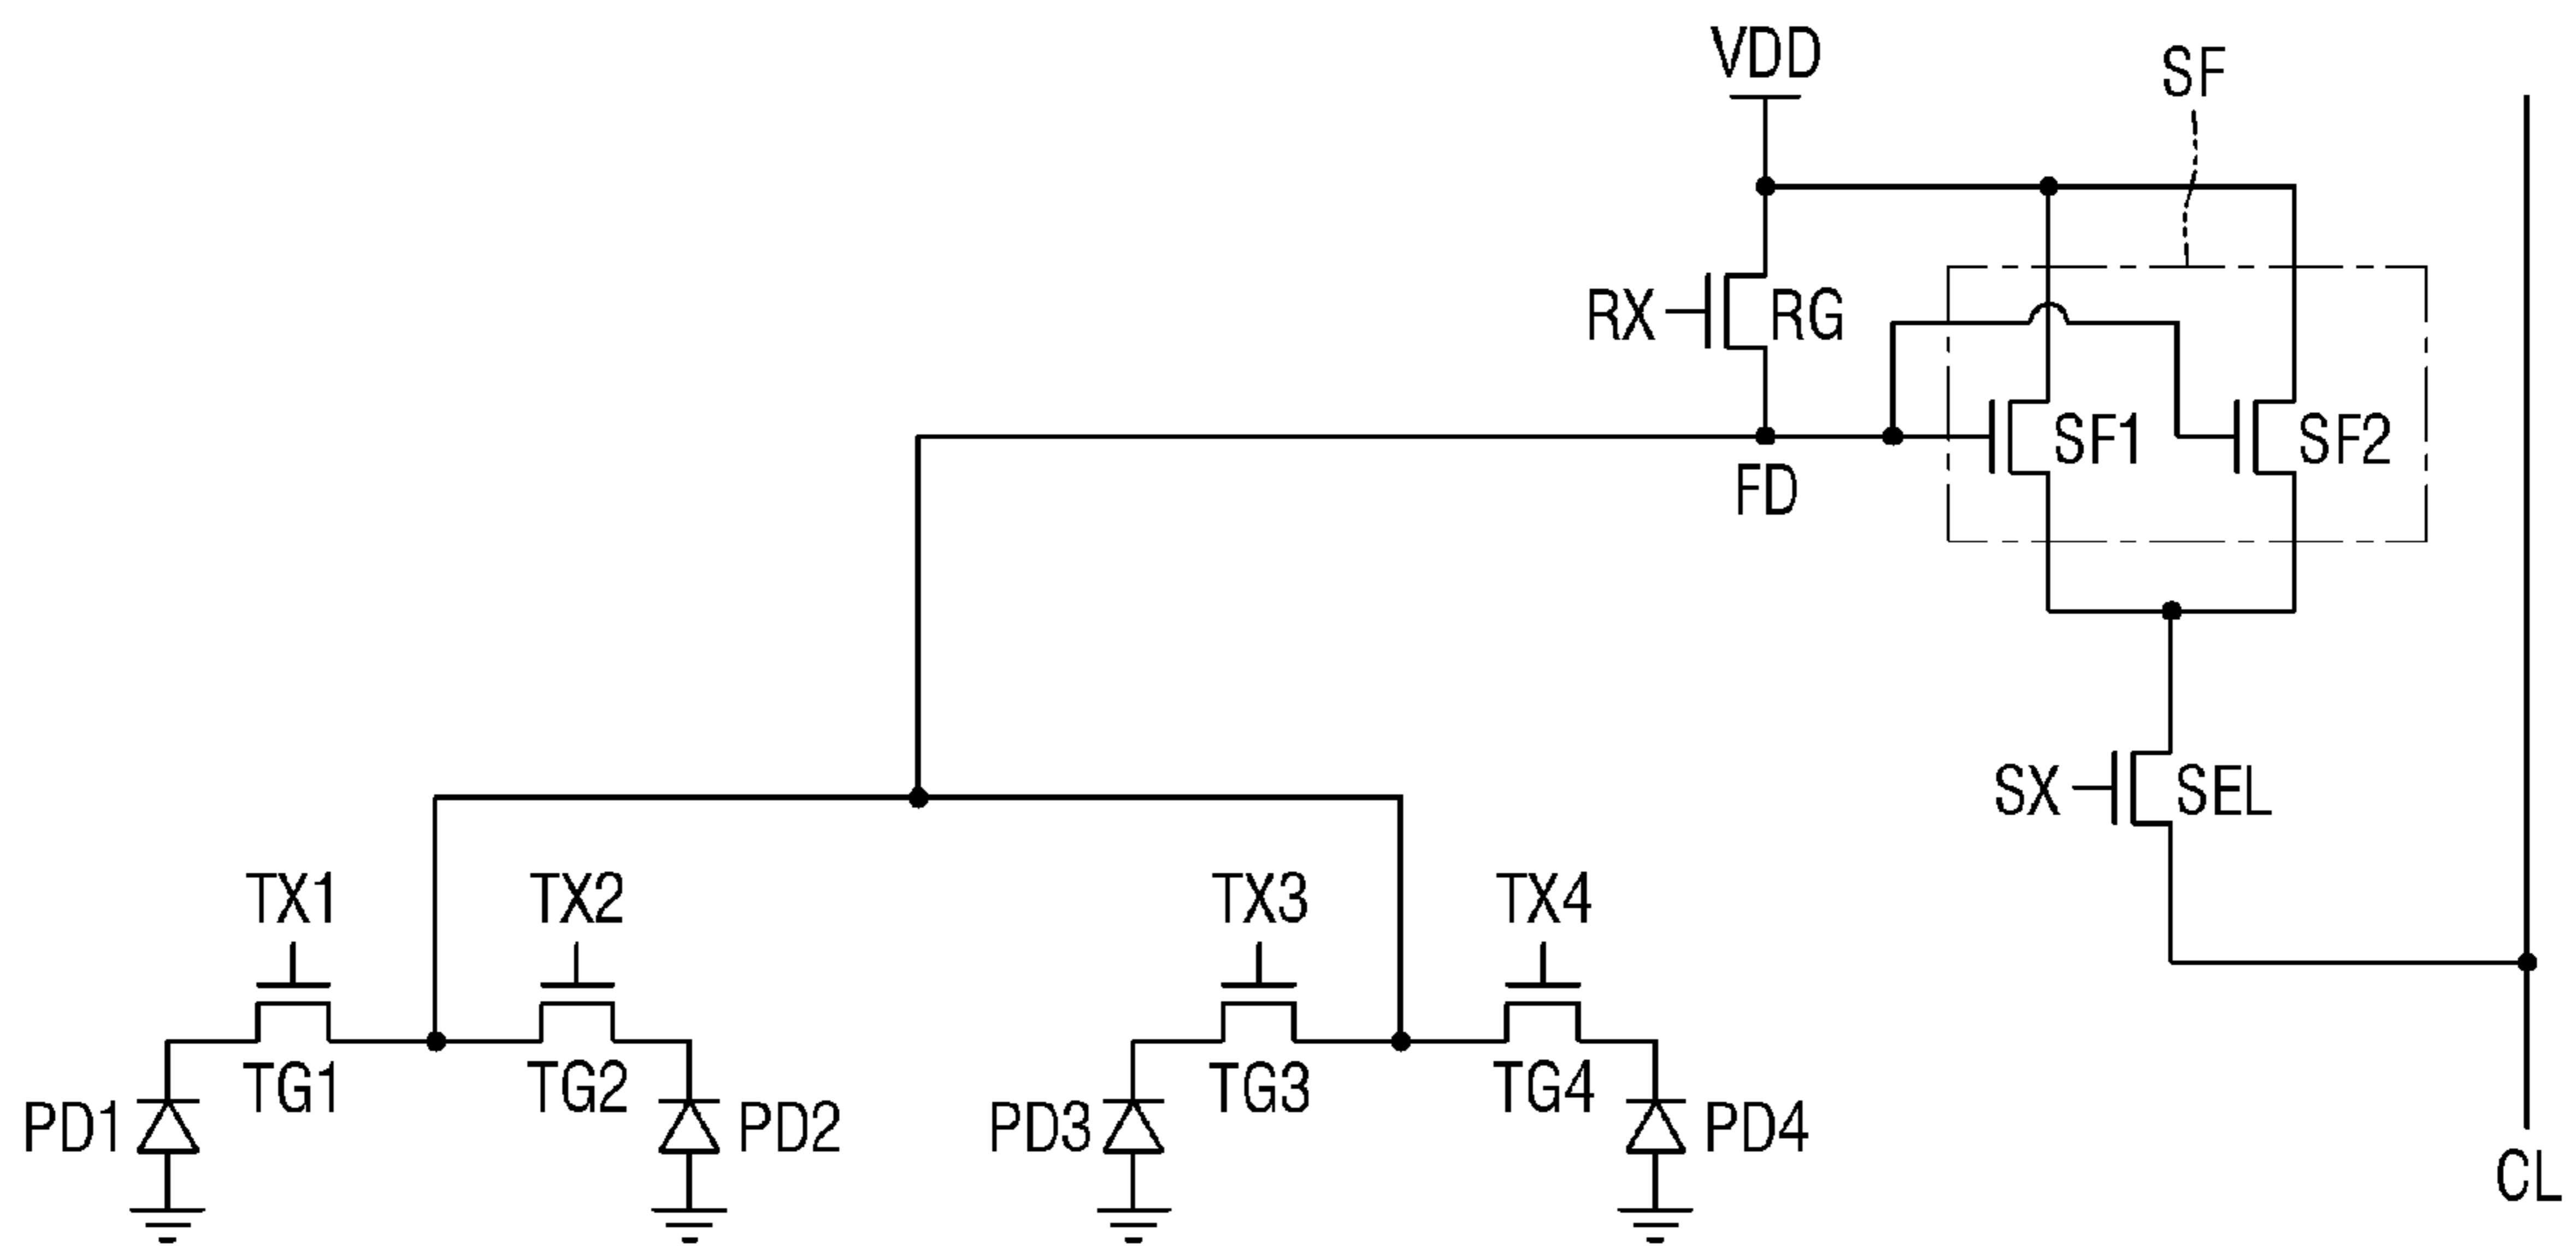 VDD
SF
RX
RG
SF1
SF2
FD
SX
SEL
TX1
TX2
TX3
TX4
TG1
TG2
TG3
TG4
PD1
PD2
PD3
PD4
CL